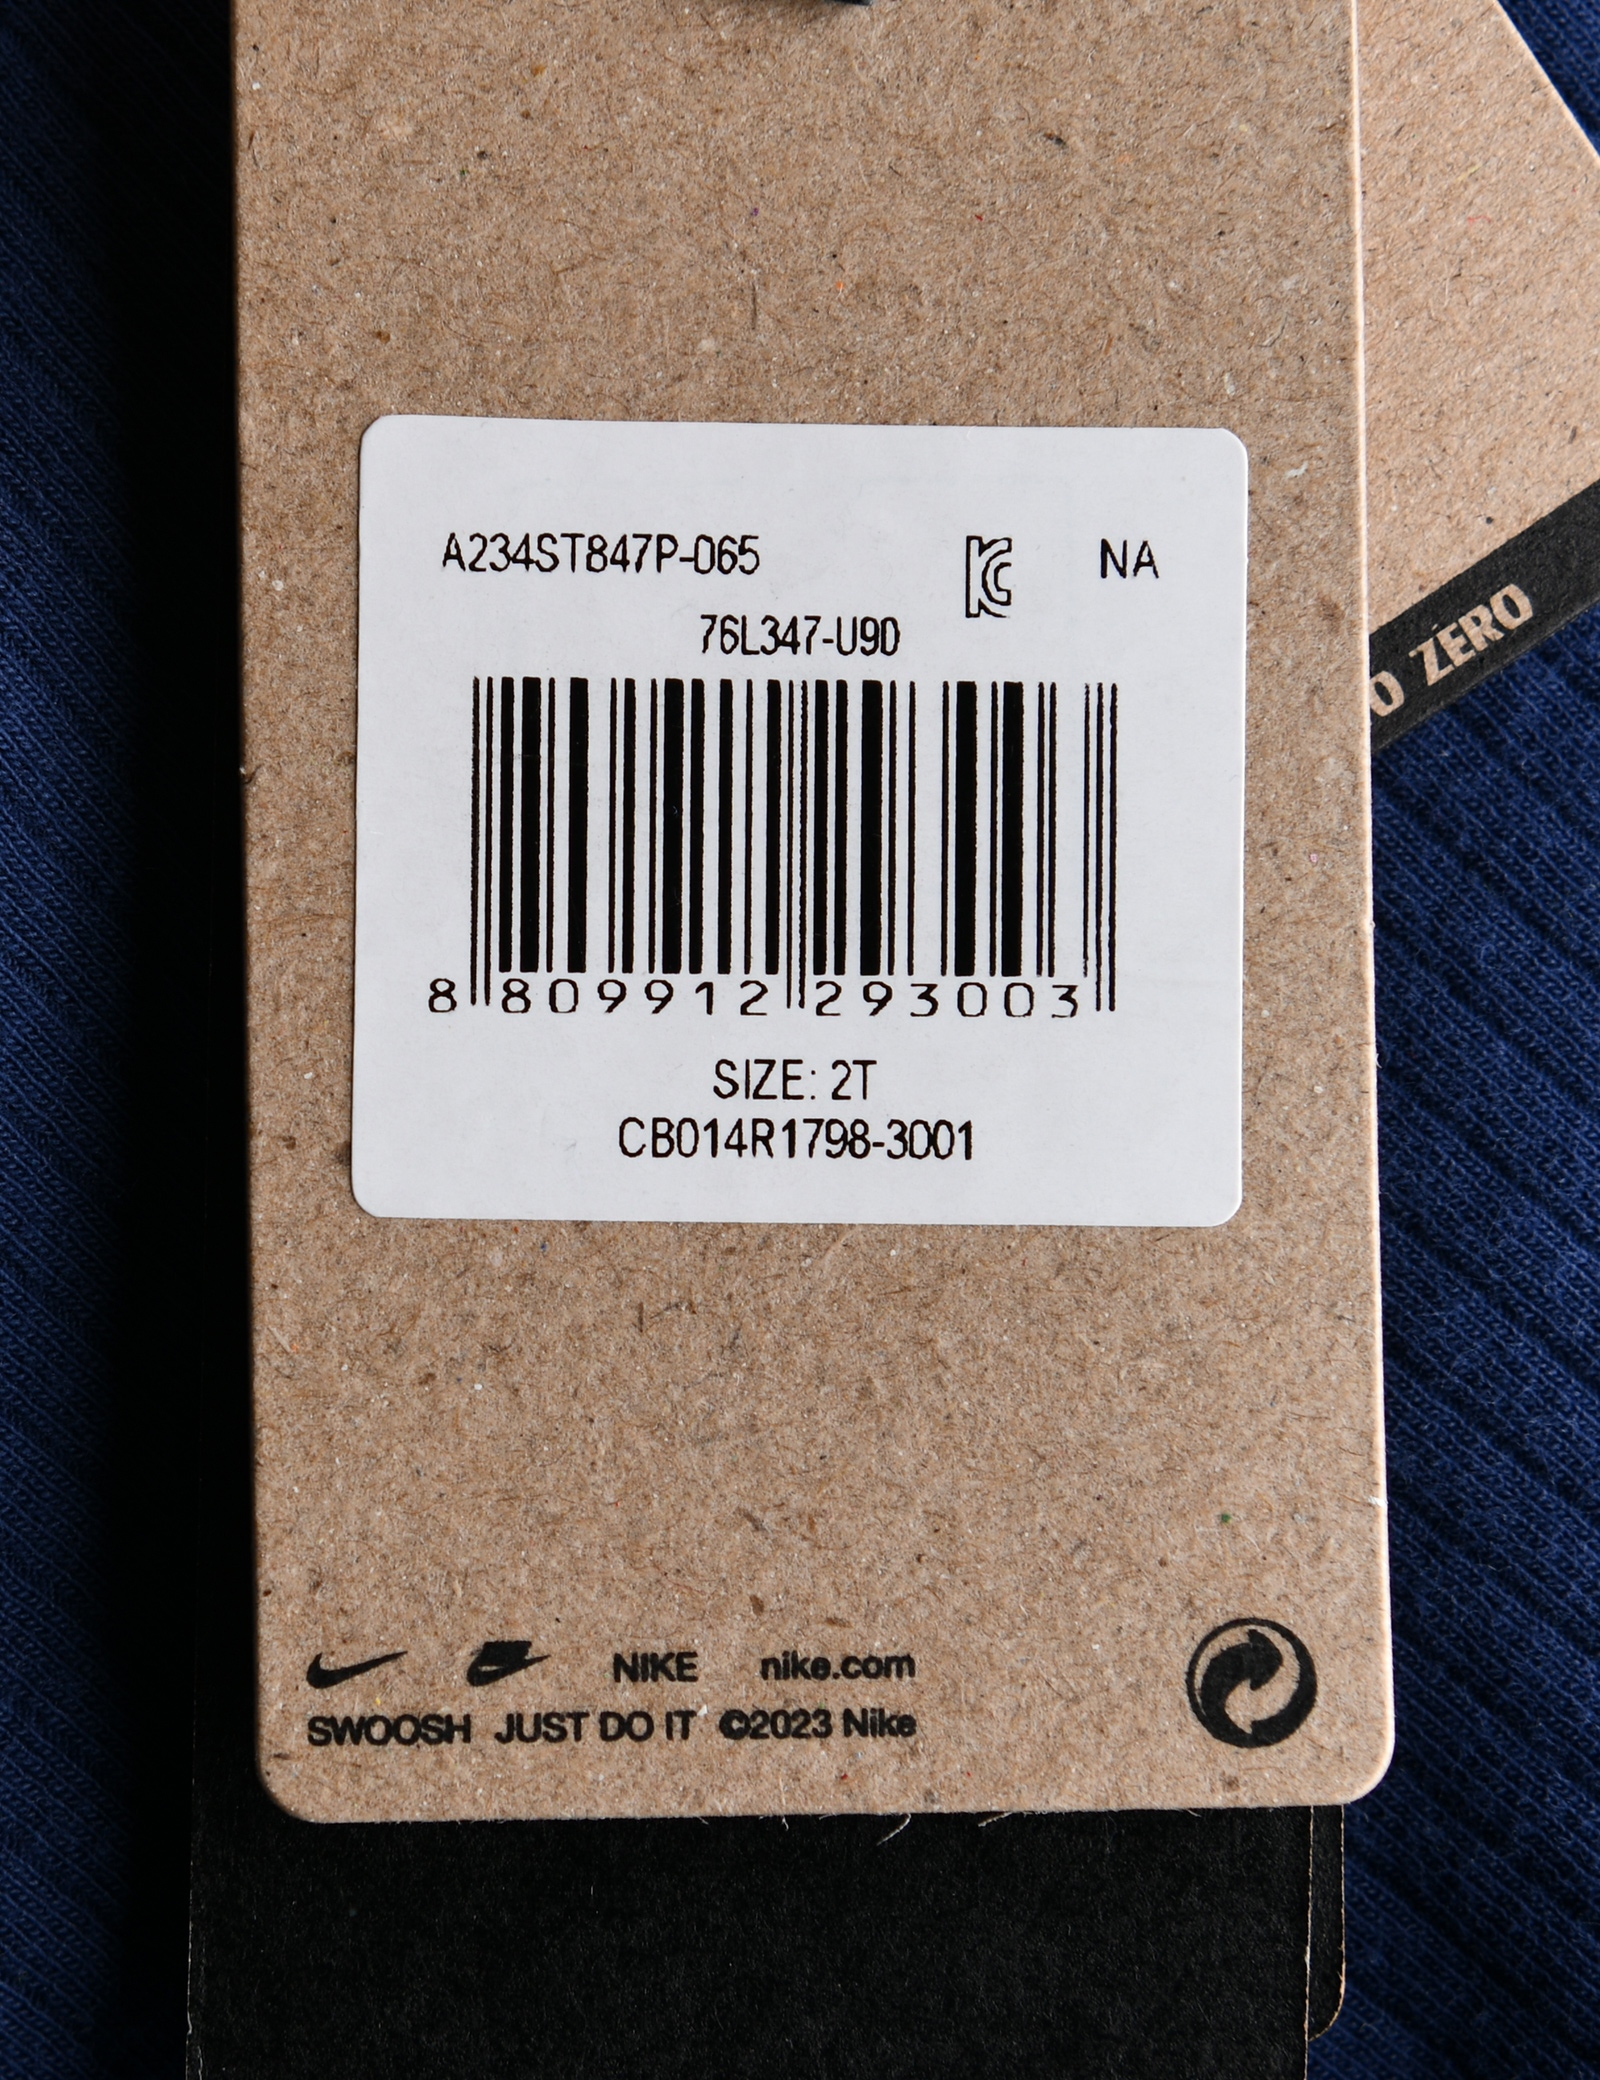 A234ST847P-065 NA
76L347-U90
8 809912 293003
SIZE: 2T
CB014R1798-3001
O ZERO
NIKE nike.com
SWOOSH JUST DO IT ©2023 Nike